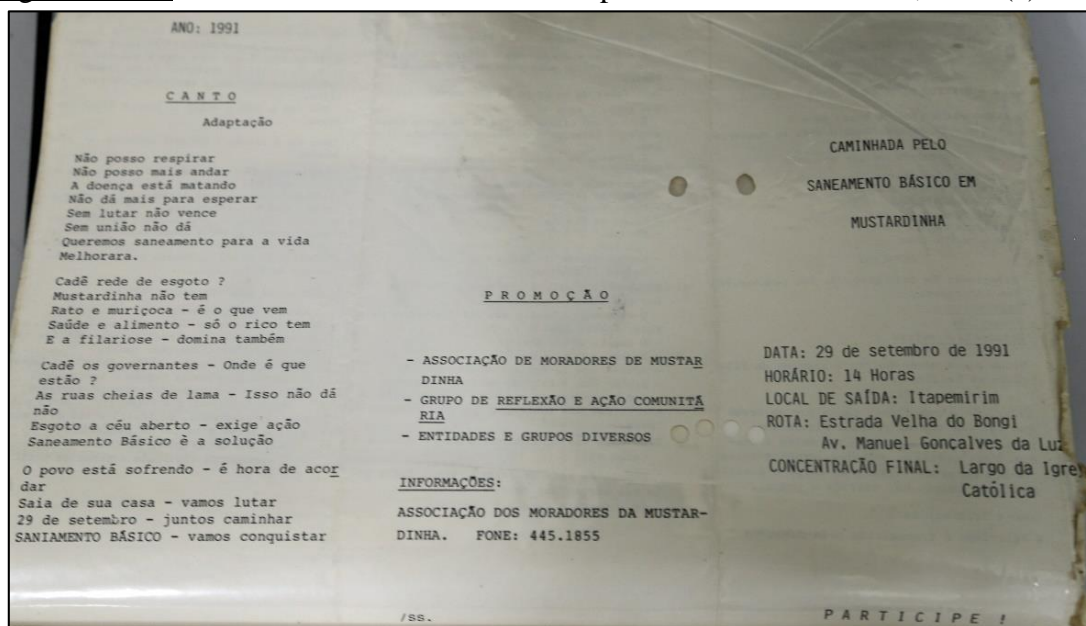 ANO: 1991
C A N T O
Adaptação
Não posso respirar
Não posso mais andar
A doença está matando
Não dá mais para esperar
Sem lutar não vence
Sem união não dá
Queremos saneamento para a vida
Melhorara.
Cadê rede de esgoto ?
Mustardinha não tem
Rato e muriçoca - é o que vem
Saúde e alimento - só o rico tem
E a filariose - domina também
Cadê os governantes - Onde é que
estão ?
As ruas cheias de lama - Isso não dá
não
Esgoto a céu aberto - exige ação
Saneamento Básico è a solução
O povo está sofrendo - é hora de acor
dar
Saia de sua casa - vamos lutar
29 de setembro - juntos caminhar
SANIAMENTO BÁSICO - vamos conquistar
P R O M O Ç Ã O
- ASSOCIAÇÃO DE MORADORES DE MUSTAR
DINHA
- GRUPO DE REFLEXÃO E AÇÃO COMUNITÁ
RIA
- ENTIDADES E GRUPOS DIVERSOS
INFORMAÇÕES:
ASSOCIAÇÃO DOS MORADORES DA MUSTAR-
DINHA. FONE: 445.1855
/ss.
CAMINHADA PELO
SANEAMENTO BÁSICO EM
MUSTARDINHA
DATA: 29 de setembro de 1991
HORÁRIO: 14 Horas
LOCAL DE SAÍDA: Itapemirim
ROTA: Estrada Velha do Bongi
Av. Manuel Gonçalves da Luz
CONCENTRAÇÃO FINAL: Largo da Igre
Católica
P A R T I C I P E !